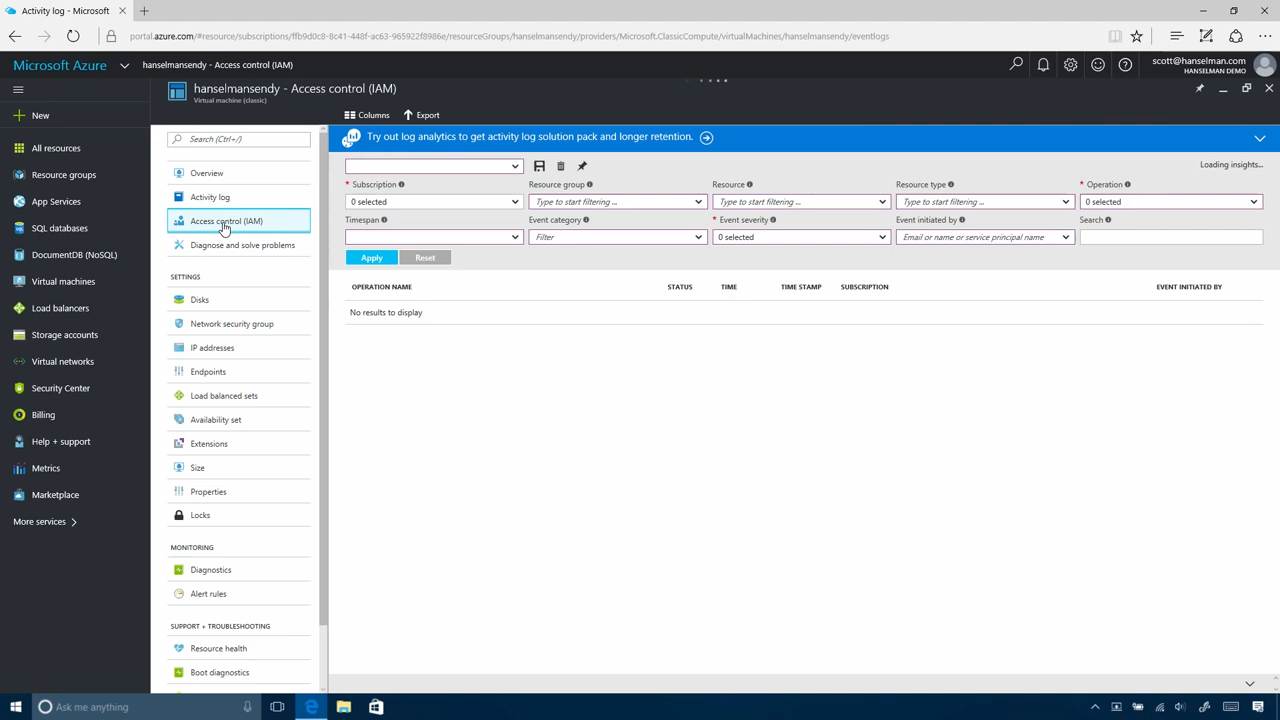 Activity log - Microsoft
portal.azure.com/#resource/subscriptions/ffb9d0c8-8c41-448f-ac63-965922f8986e/resourceGroups/hanselmansendy/providers/Microsoft.ClassicCompute/virtualMachines/hanselmansendy/eventlogs
Microsoft Azure
hanselmansendy - Access control (IAM)
scott@hanselman.com
HANSELMAN DEMO
hanselmansendy - Access control (IAM)
Virtual machine (classic)
New
All resources
Resource groups
App Services
SQL databases
DocumentDB (NoSQL)
Virtual machines
Load balancers
Storage accounts
Virtual networks
Security Center
Billing
Help + support
Metrics
Marketplace
More services
Search (Ctrl+/)
Overview
Activity log
Access control (IAM)
Diagnose and solve problems
SETTINGS
Disks
Network security group
IP addresses
Endpoints
Load balanced sets
Availability set
Extensions
Size
Properties
Locks
MONITORING
Diagnostics
Alert rules
SUPPORT + TROUBLESHOOTING
Resource health
Boot diagnostics
Columns Export
Try out log analytics to get activity log solution pack and longer retention.
Loading insights...
* Subscription Resource group Resource Resource type * Operation
0 selected Type to start filtering ... Type to start filtering ... Type to start filtering ... 0 selected
Timespan Event category * Event severity Event initiated by Search
Filter 0 selected Email or name or service principal name
Apply Reset
OPERATION NAME STATUS TIME TIME STAMP SUBSCRIPTION EVENT INITIATED BY
No results to display
Ask me anything